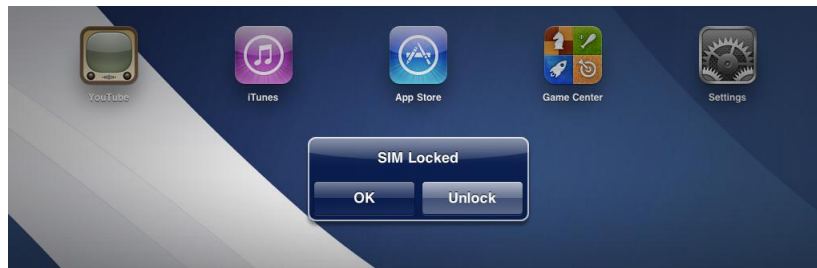 YouTube
iTunes
App Store
Game Center
Settings
SIM Locked
OK
Unlock